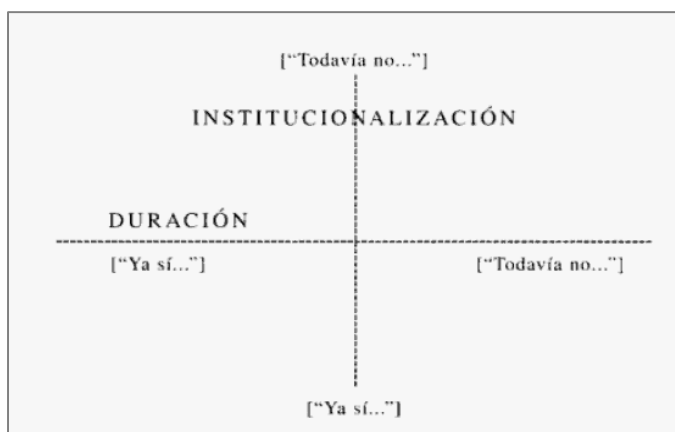 ["Todavía no..."]
INSTITUCIONALIZACIÓN
DURACIÓN
["Ya sí..."]
["Todavía no..."]
["Ya sí..."]